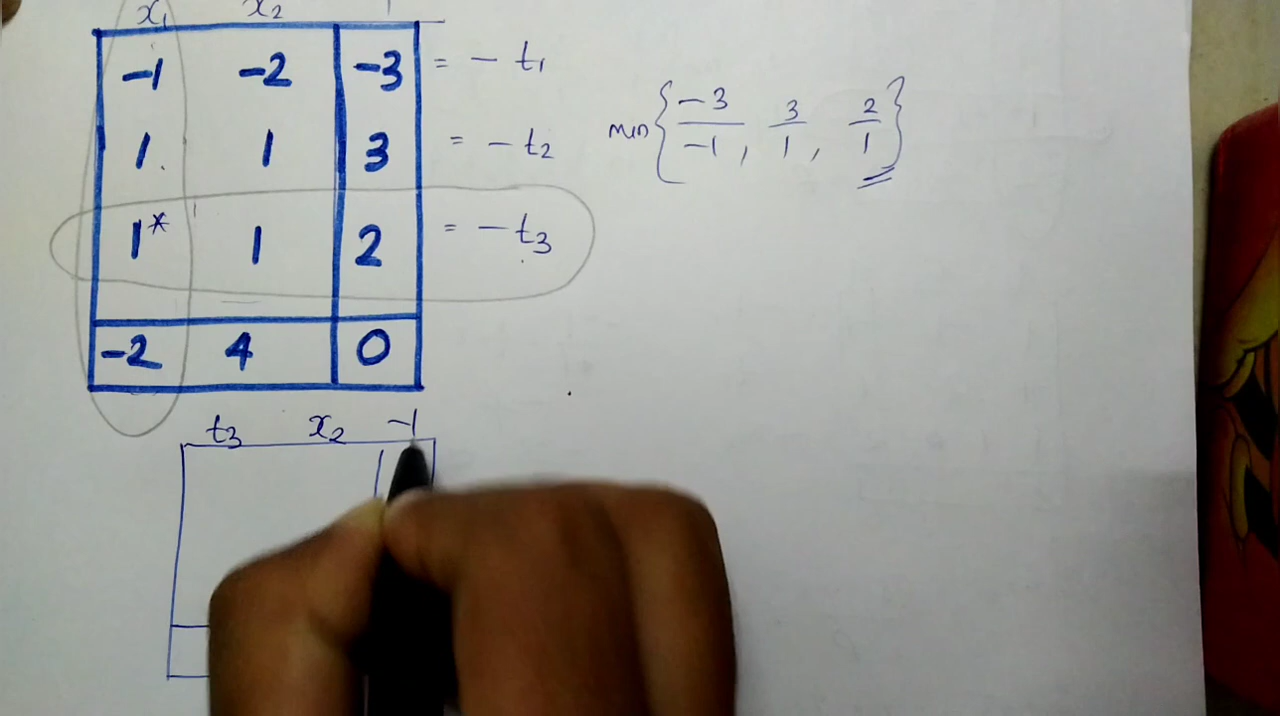 x₁ x₂
-1 -2 -3 = - t₁
1 1 3 = - t₂
1* 1 2 = - t₃
-2 4 0
min { -3/-1 , 3/1 , 2/1 }
t₃ x₂ -1